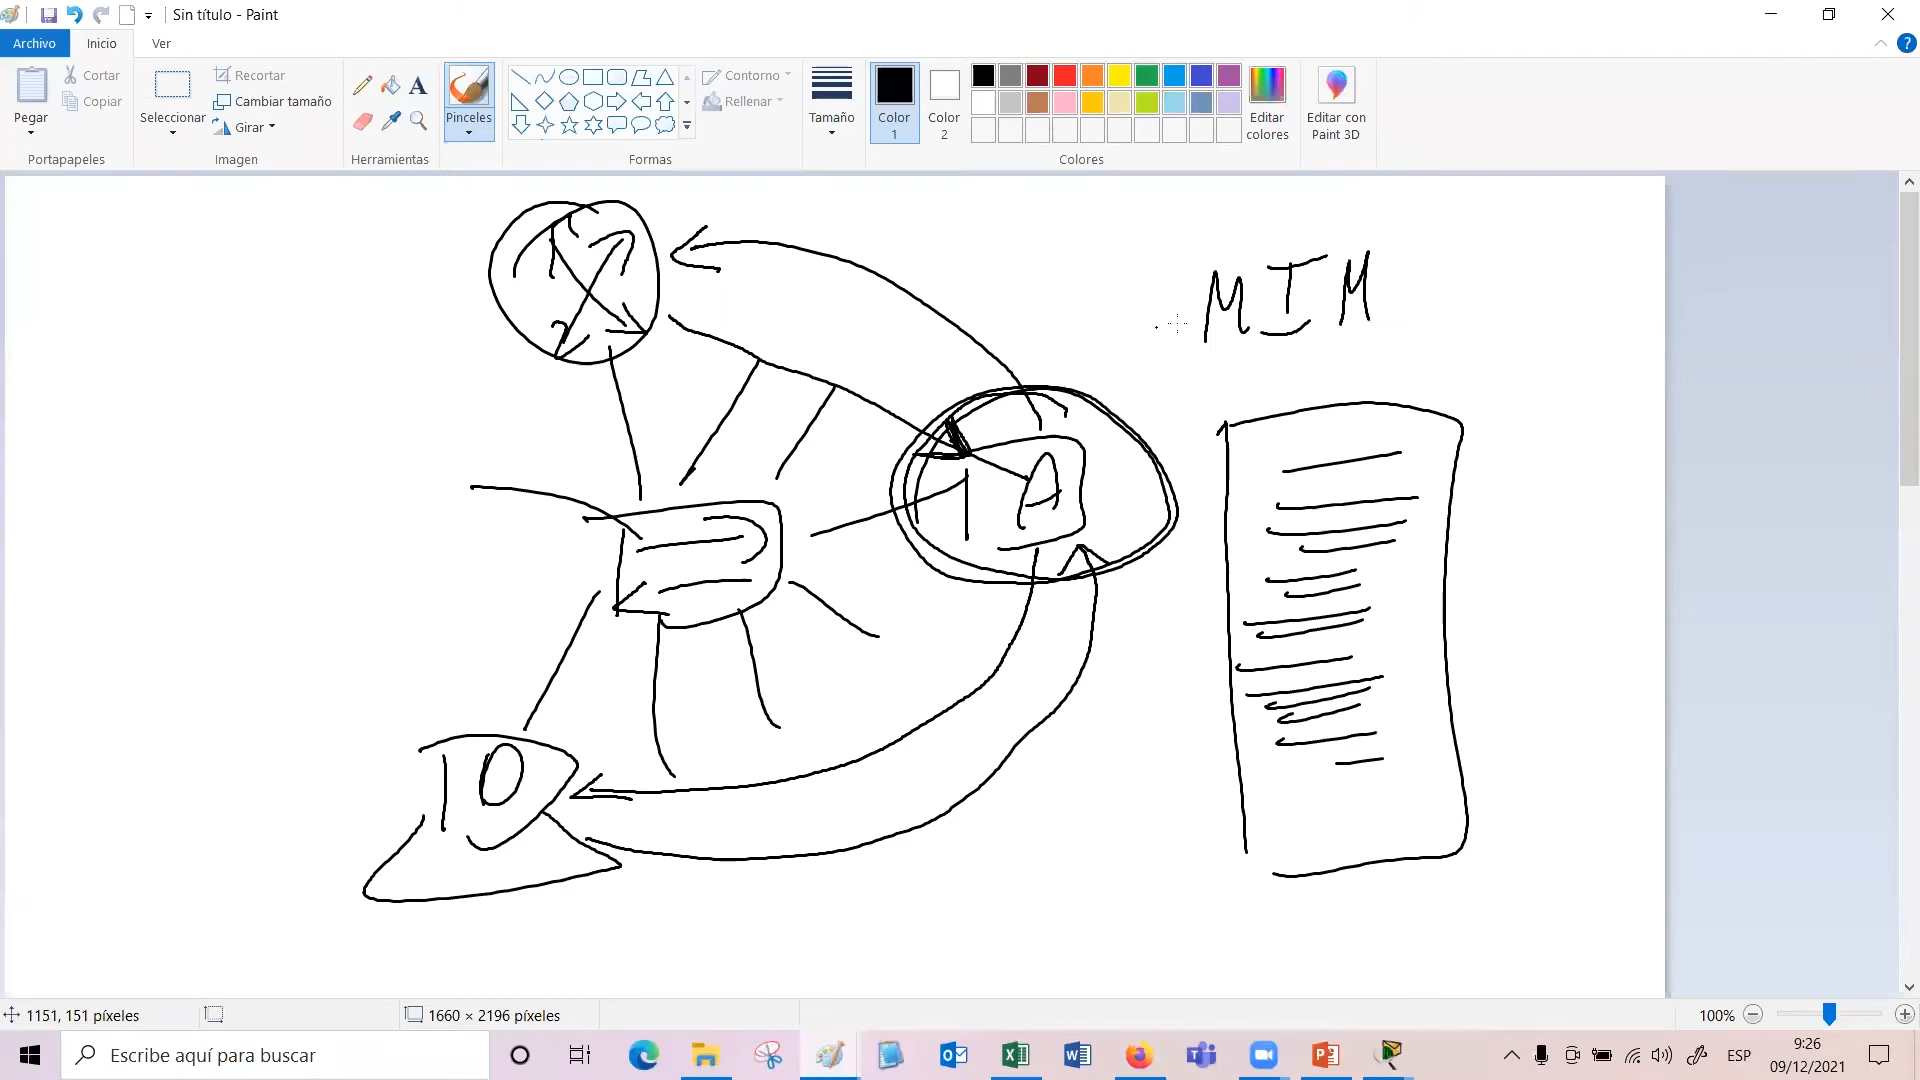 Sin título - Paint
Archivo Inicio Ver
Pegar
Cortar
Copiar
Portapapeles
Seleccionar
Recortar
Cambiar tamaño
Girar
Imagen
Herramientas
Pinceles
Contorno
Rellenar
Formas
Tamaño
Color
1
Color
2
Editar
colores
Colores
Editar con
Paint 3D
MIM
1151, 151 píxeles
1660 × 2196 píxeles
100%
Escribe aquí para buscar
ESP
9:26
09/12/2021